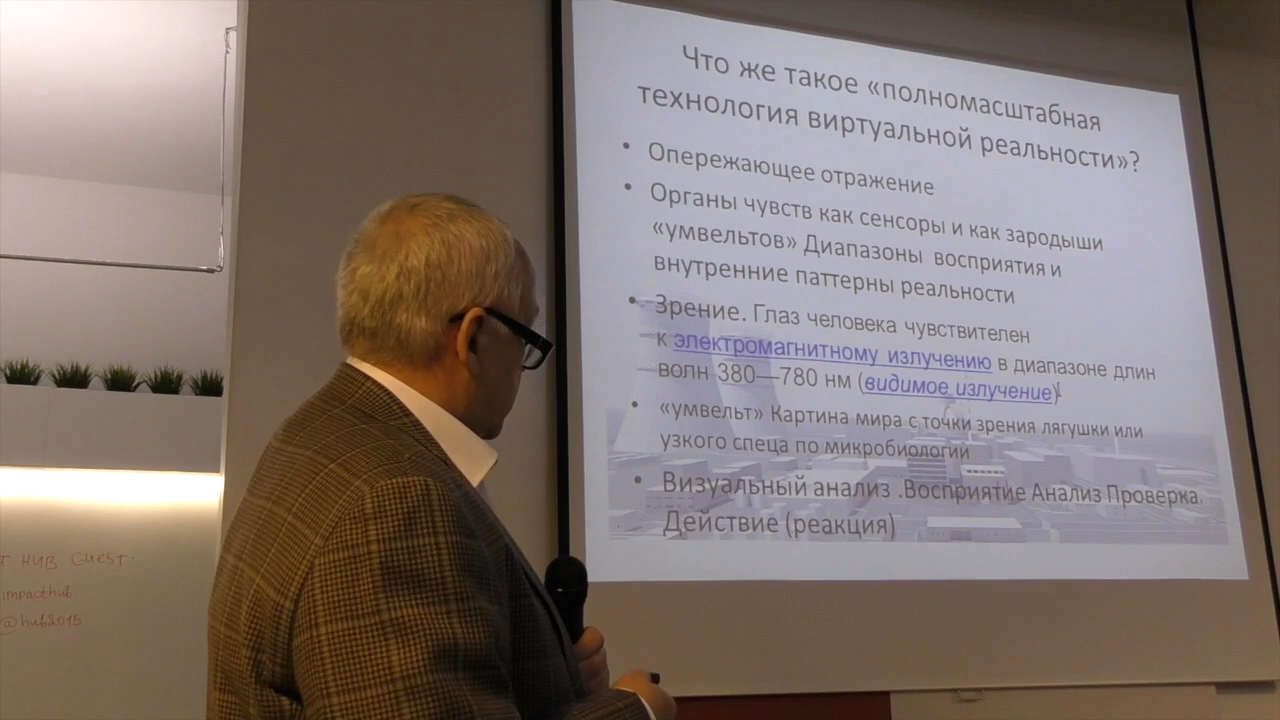 Что же такое «полномасштабная
технология виртуальной реальности»?
• Опережающее отражение
• Органы чувств как сенсоры и как зародыши
«умвельтов» Диапазоны восприятия и
внутренние паттерны реальности
• Зрение. Глаз человека чувствителен
к электромагнитному излучению в диапазоне длин
волн 380—780 нм (видимое излучение)
• «умвельт» Картина мира с точки зрения лягушки или
узкого спеца по микробиологии
• Визуальный анализ .Восприятие Анализ Проверка
Действие (реакция)
T HUB GUEST.
impacthub
@hub2015